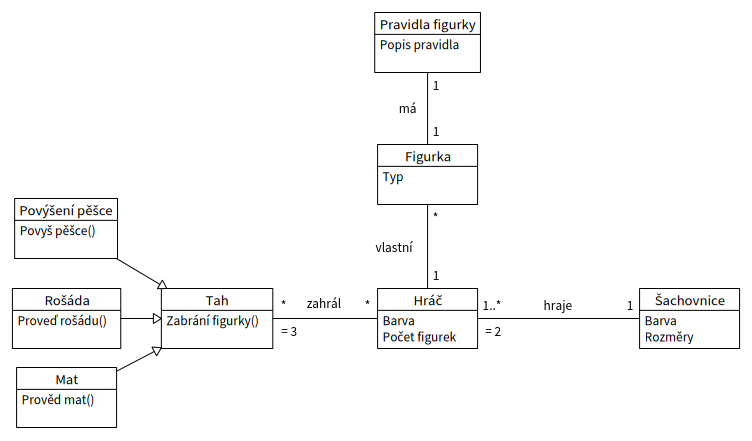 Pravidla figurky
Popis pravidla
1
má
1
Figurka
Typ
*
vlastní
1
Povýšení pěšce
Povyš pěšce()
Rošáda
Proveď rošádu()
Mat
Prověd mat()
Tah
Zabrání figurky()
* zahrál *
= 3
Hráč
Barva
Počet figurek
1..* hraje 1
= 2
Šachovnice
Barva
Rozměry